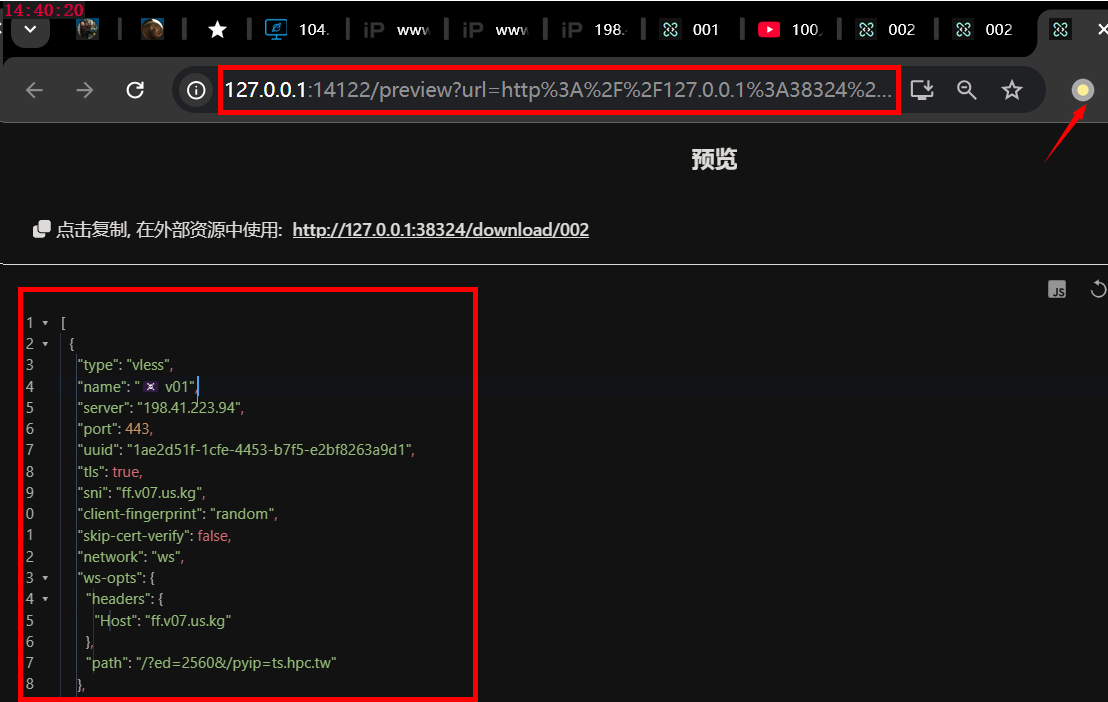 14:40:20
104. www www 198. 001 100. 002 002
127.0.0.1:14122/preview?url=http%3A%2F%2F127.0.0.1%3A38324%2...
预览
点击复制, 在外部资源中使用: http://127.0.0.1:38324/download/002
JS
1 [
2 {
3 "type": "vless",
4 "name": "☠️ v01",
5 "server": "198.41.223.94",
6 "port": 443,
7 "uuid": "1ae2d51f-1cfe-4453-b7f5-e2bf8263a9d1",
8 "tls": true,
9 "sni": "ff.v07.us.kg",
0 "client-fingerprint": "random",
1 "skip-cert-verify": false,
2 "network": "ws",
3 "ws-opts": {
4 "headers": {
5 "Host": "ff.v07.us.kg"
6 },
7 "path": "/?ed=2560&/pyip=ts.hpc.tw"
8 },